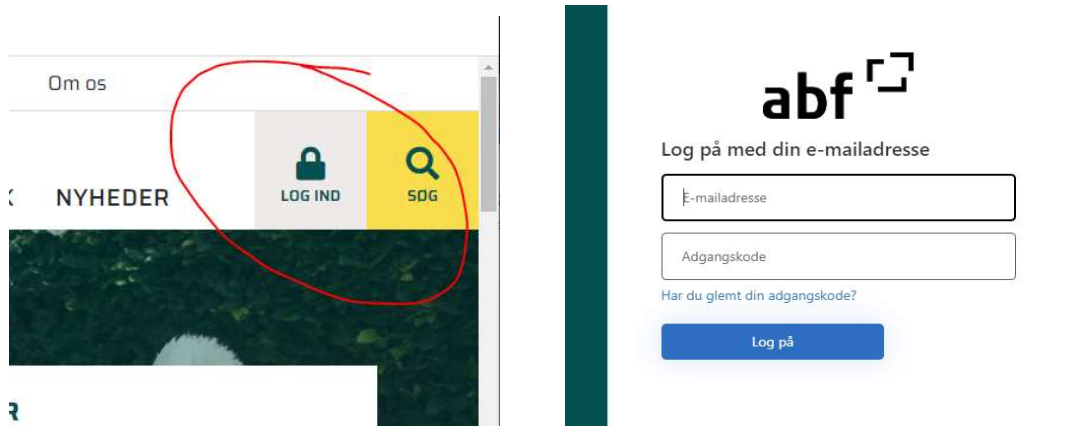 Om os
NYHEDER
LOG IND
SØG
R
abf
Log på med din e-mailadresse
E-mailadresse
Adgangskode
Har du glemt din adgangskode?
Log på